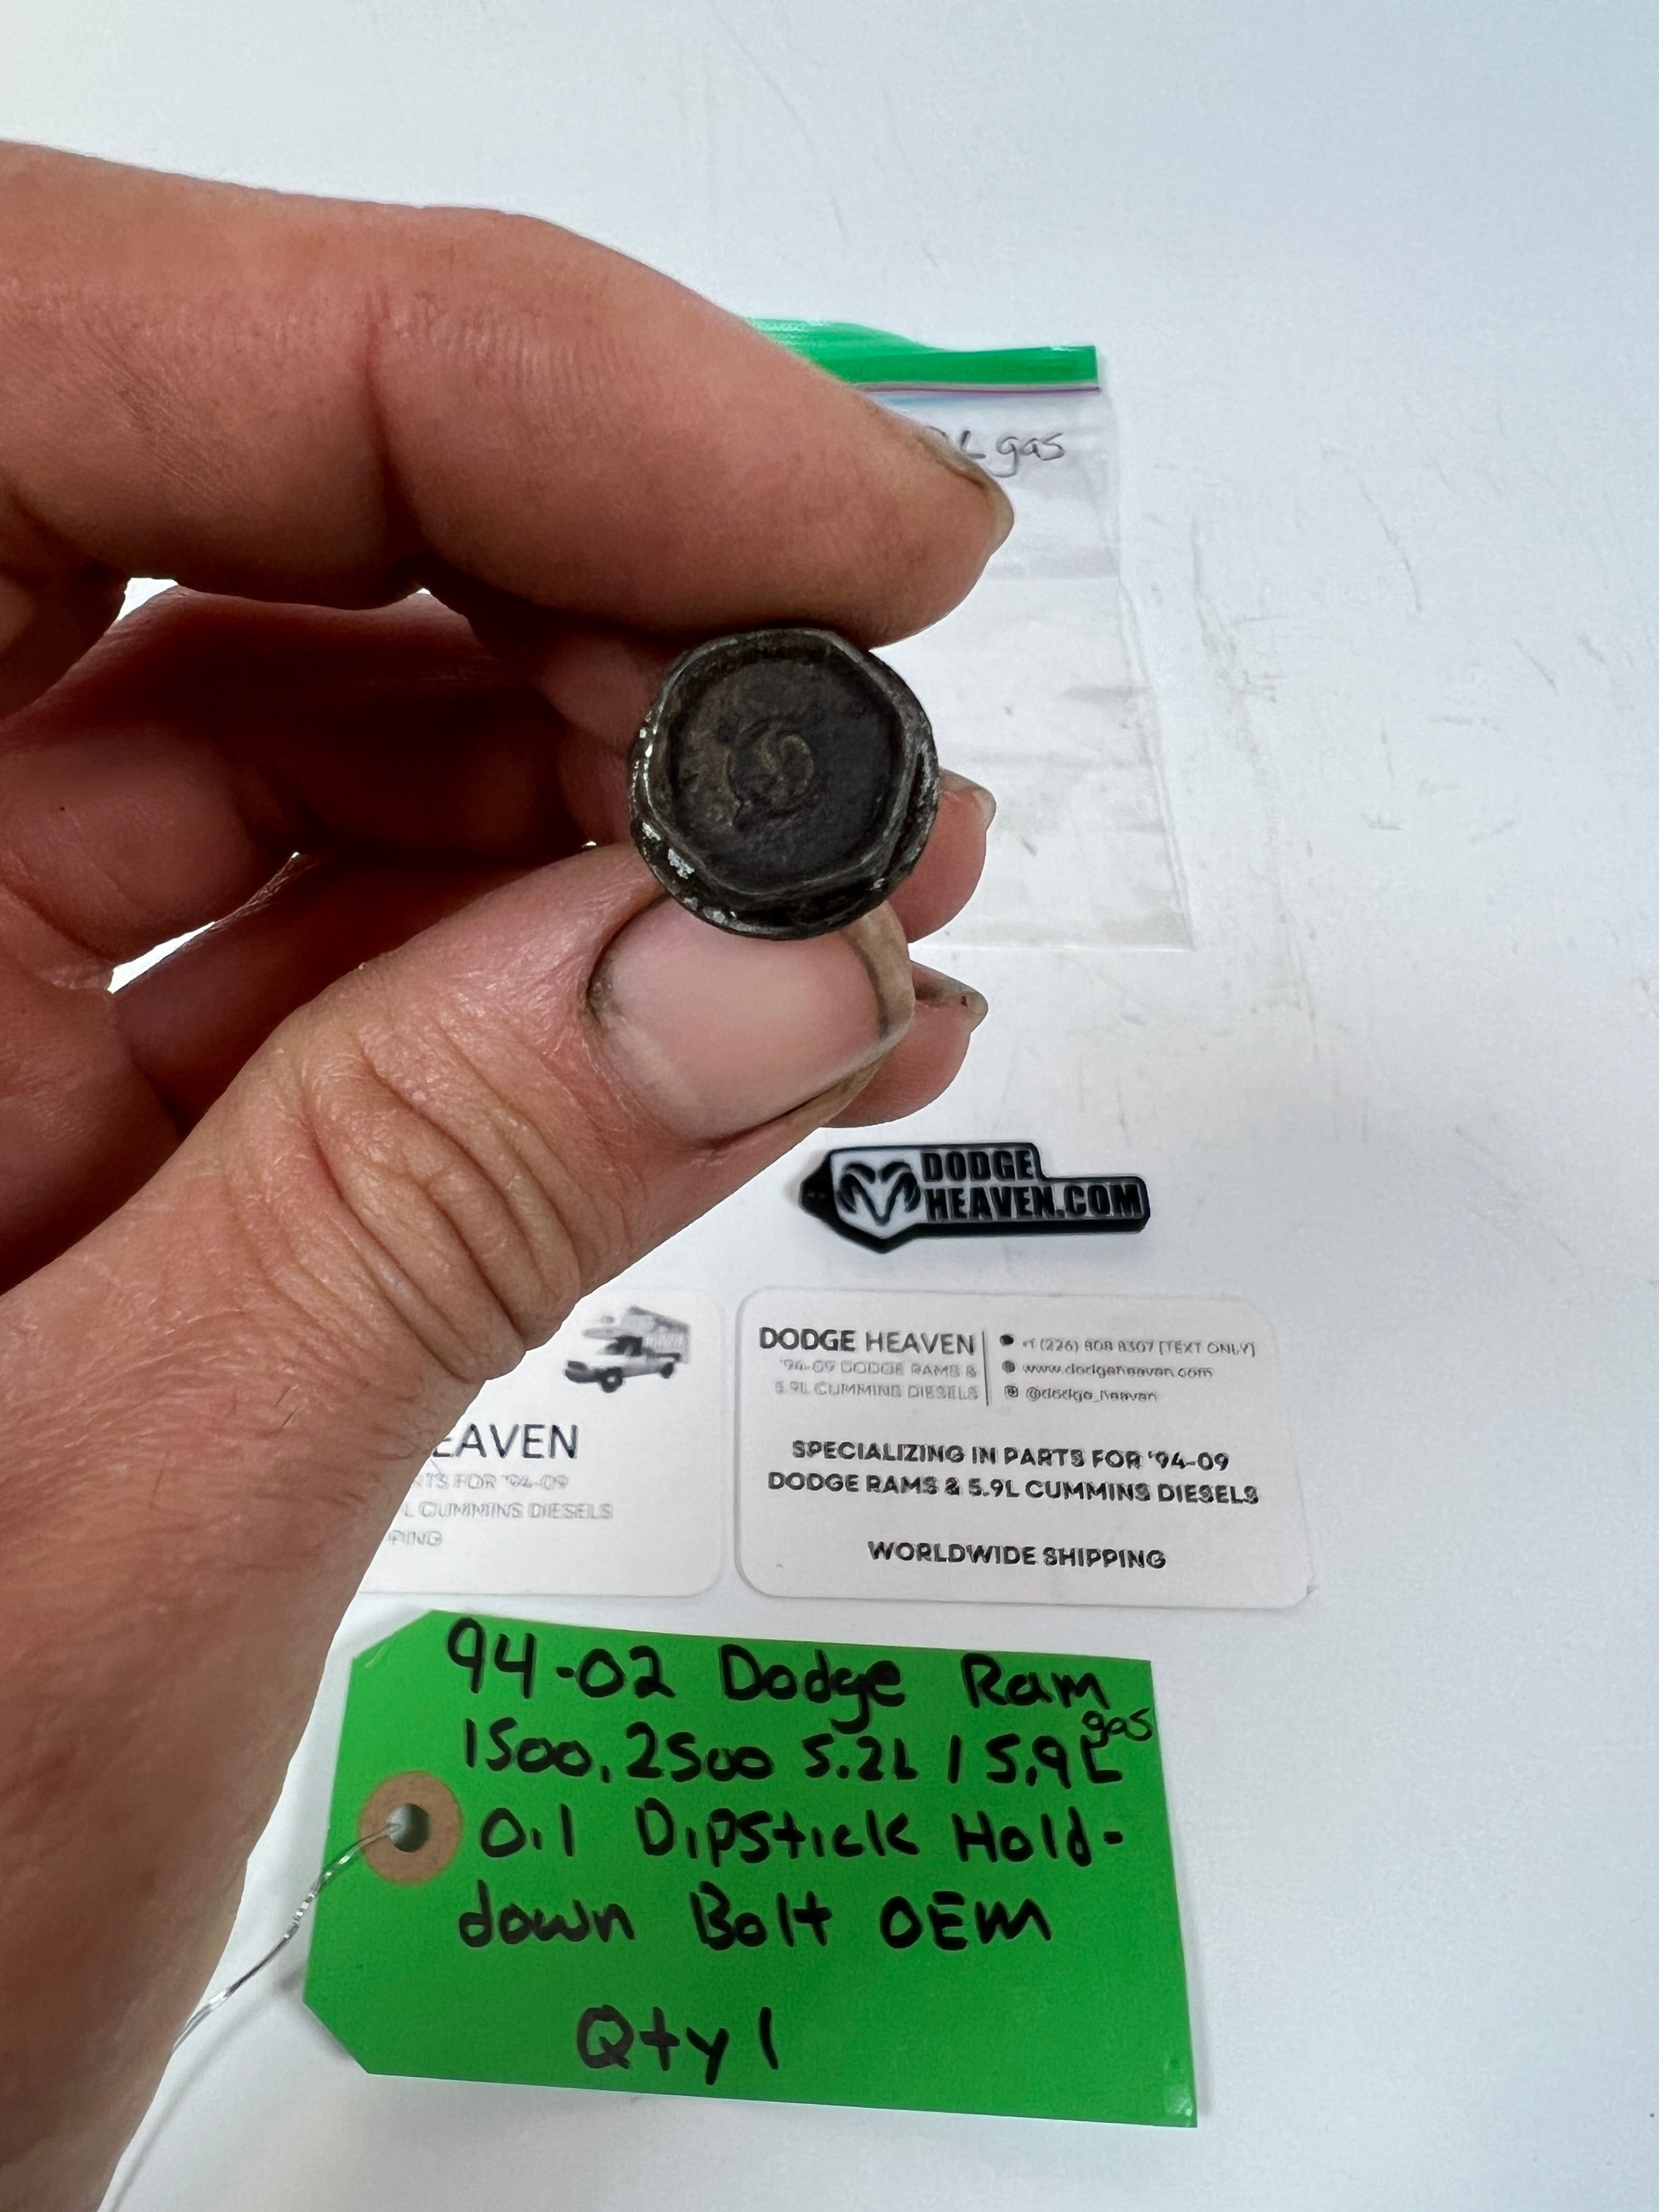 L gas
DODGE
HEAVEN.COM
EAVEN
RTS FOR '94-09
L CUMMINS DIESELS
PING
DODGE HEAVEN
'94-09 DODGE RAMS &
5.9L CUMMINS DIESELS
+1 (226) 808 8307 [TEXT ONLY]
www.dodgeheaven.com
@dodge_heaven
SPECIALIZING IN PARTS FOR '94-09
DODGE RAMS & 5.9L CUMMINS DIESELS
WORLDWIDE SHIPPING
94-02 Dodge Ram
1500, 2500 5.2L / 5.9L gas
O.I Dipstick Hold-
down Bolt OEM
Qty 1